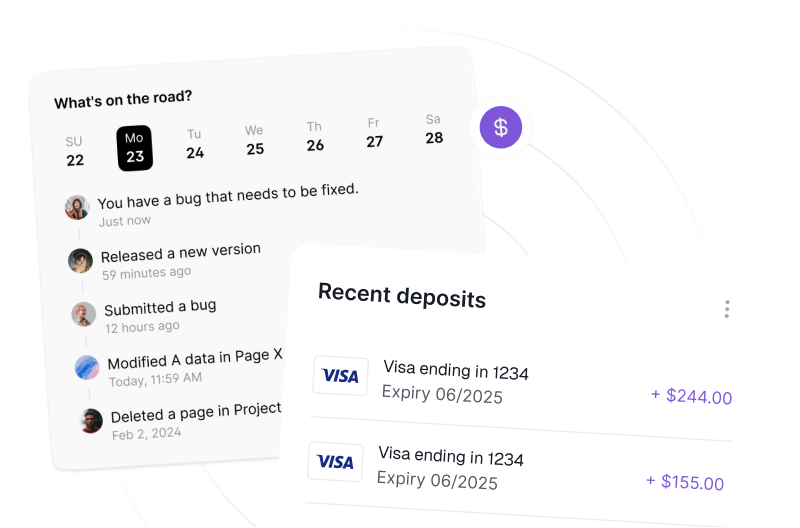 What's on the road?
SU Mo Tu We Th Fr Sa
22 23 24 25 26 27 28
$
You have a bug that needs to be fixed.
Just now
Released a new version
59 minutes ago
Submitted a bug
12 hours ago
Modified A data in Page X
Today, 11:59 AM
Deleted a page in Project
Feb 2, 2024
Recent deposits
VISA
Visa ending in 1234
Expiry 06/2025
+ $244.00
VISA
Visa ending in 1234
Expiry 06/2025
+ $155.00